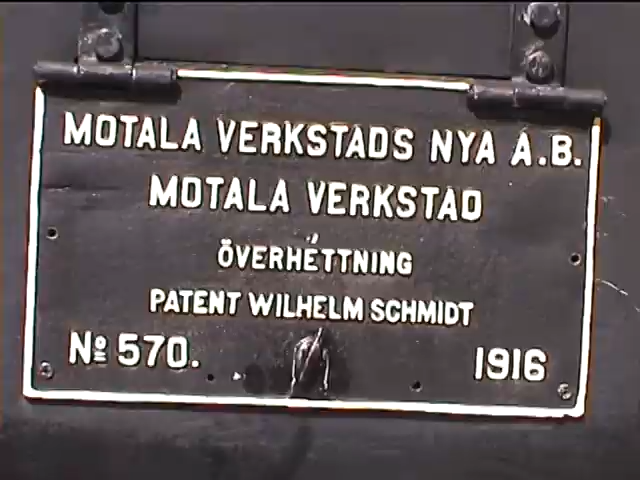 MOTALA VERKSTADS NYA A.B.
MOTALA VERKSTAD
ÖVERHETTNING
PATENT WILHELM SCHMIDT
Nº 570. 1916